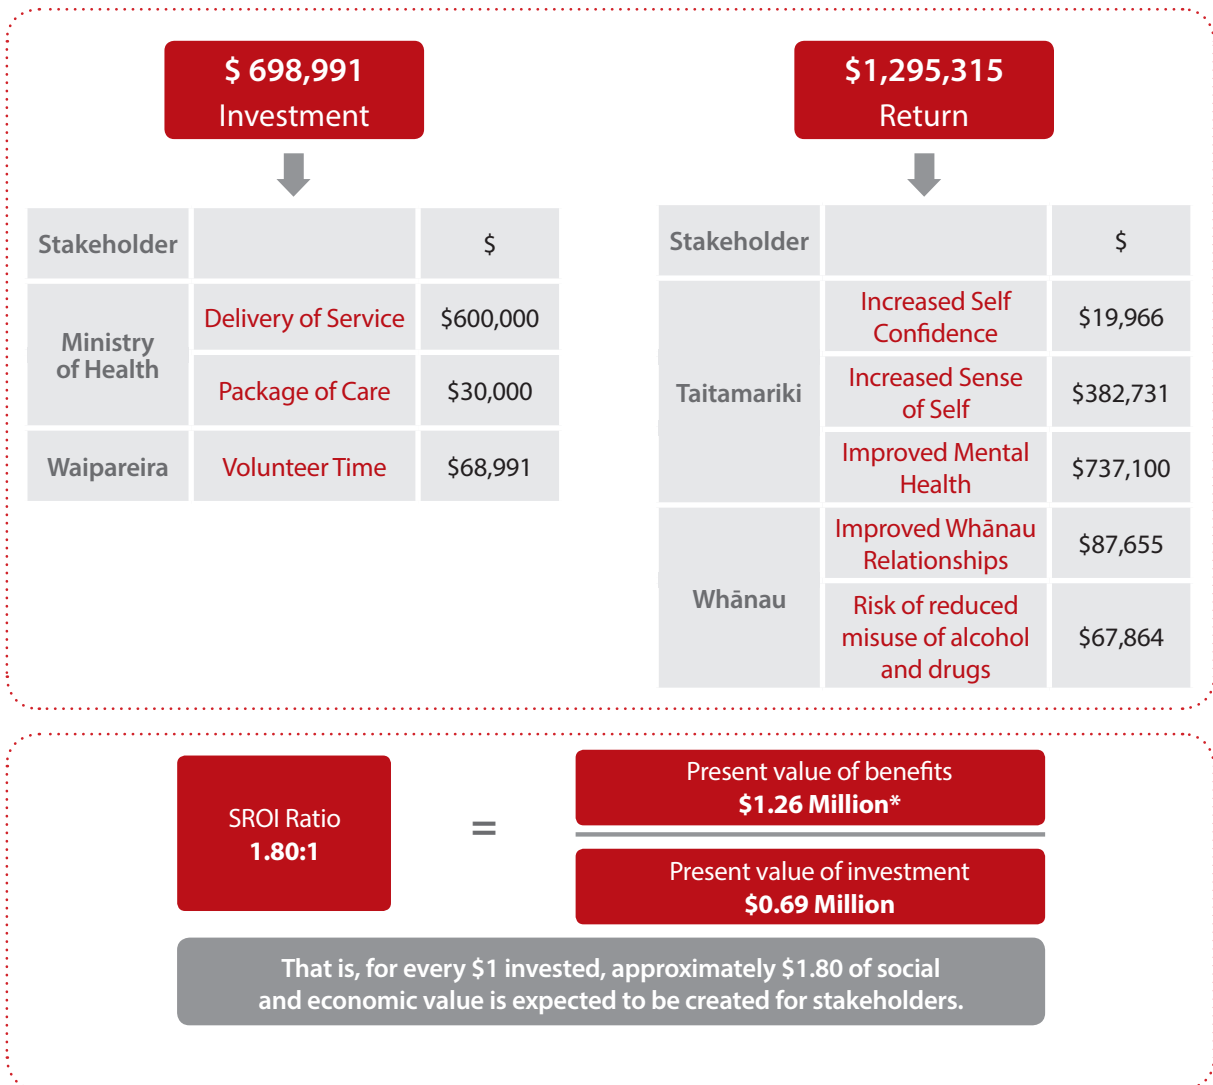 $ 698,991
Investment
Stakeholder $
Ministry
of Health
Delivery of Service $600,000
Package of Care $30,000
Waipareira Volunteer Time $68,991
$1,295,315
Return
Stakeholder $
Taitamariki
Increased Self
Confidence
$19,966
Increased Sense
of Self
$382,731
Improved Mental
Health
$737,100
Whānau
Improved Whānau
Relationships
$87,655
Risk of reduced
misuse of alcohol
and drugs
$67,864
SROI Ratio
1.80:1
=
Present value of benefits
$1.26 Million*
Present value of investment
$0.69 Million
That is, for every $1 invested, approximately $1.80 of social
and economic value is expected to be created for stakeholders.